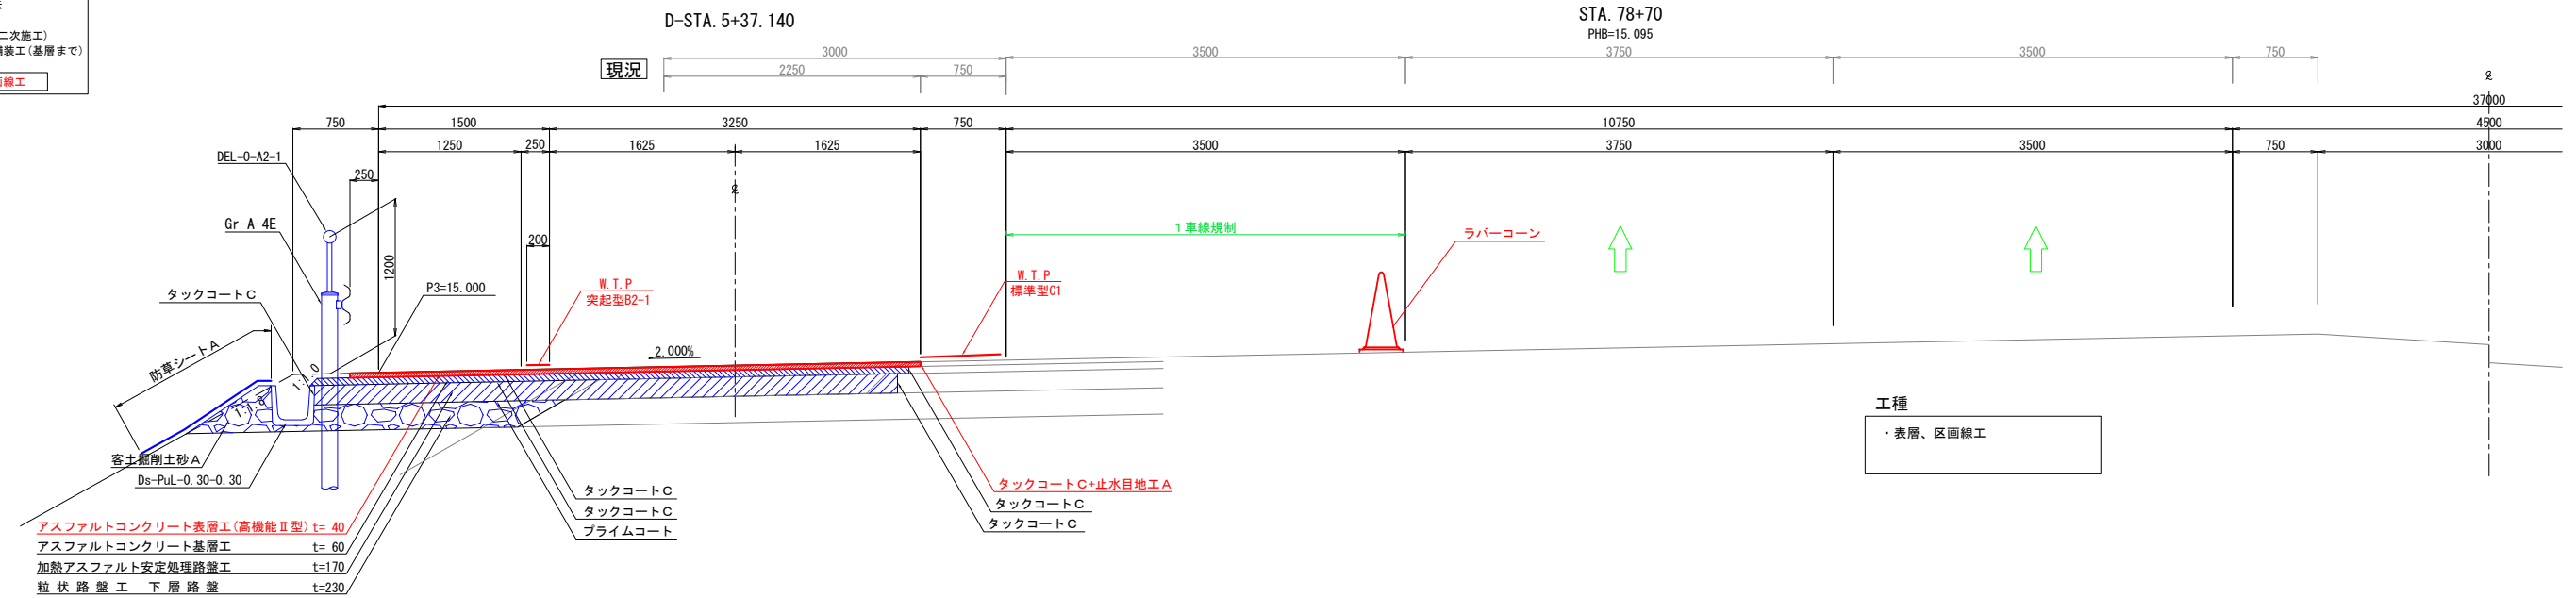 二次施工)
舗装工(基層まで)
画線工
D-STA. 5+37. 140
STA. 78+70
PHB=15. 095
現況
3000
3500
3750
3500
750
2250
750
℄
37000
750
1500
3250
750
10750
4500
1250
250
1625
1625
3500
3750
3500
750
3000
DEL-O-A2-1
250
℄
Gr-A-4E
200
1車線規制
ラバーコーン
1200
W. T. P
突起型B2-1
W. T. P
標準型C1
タックコートC
P3=15. 000
2. 000%
防草シートA
1:1. 0
1:1. 8
工種
・表層、区画線工
客土掘削土砂A
Ds-PuL-0. 30-0. 30
タックコートC
タックコートC
プライムコート
タックコートC+止水目地工A
タックコートC
タックコートC
アスファルトコンクリート表層工(高機能Ⅱ型) t= 40
アスファルトコンクリート基層工 t= 60
加熱アスファルト安定処理路盤工 t=170
粒状路盤工 下層路盤 t=230